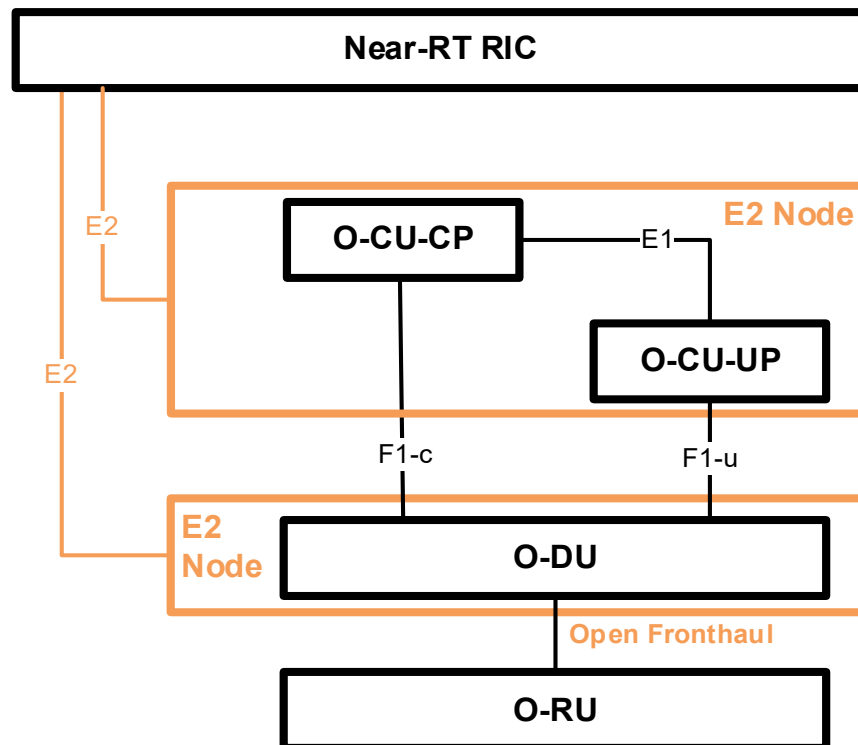 Near-RT RIC
E2
E2 Node
O-CU-CP
E1
O-CU-UP
E2
F1-c
F1-u
E2
Node
O-DU
Open Fronthaul
O-RU